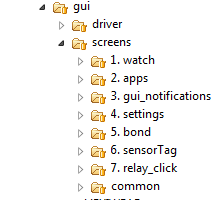 gui
driver
screens
1. watch
2. apps
3. gui_notifications
4. settings
5. bond
6. sensorTag
7. relay_click
common